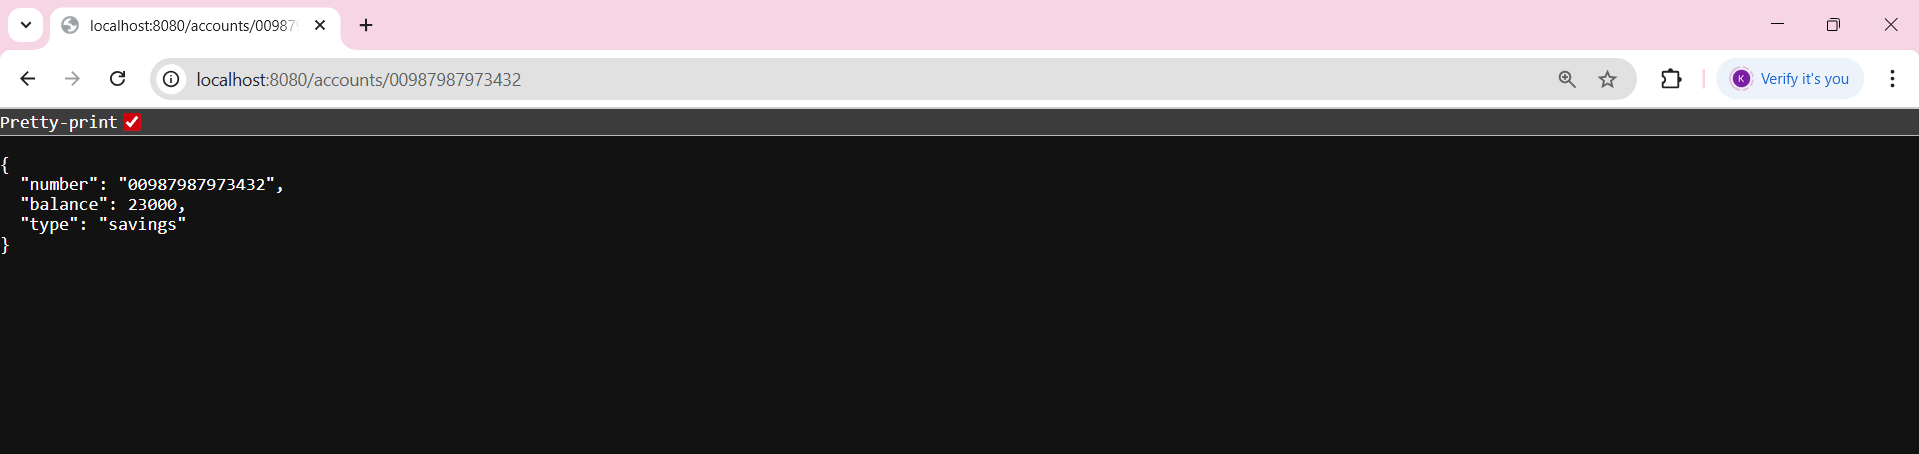 localhost:8080/accounts/00987
localhost:8080/accounts/00987987973432
K
Verify it's you
Pretty-print
{
"number": "00987987973432",
"balance": 23000,
"type": "savings"
}